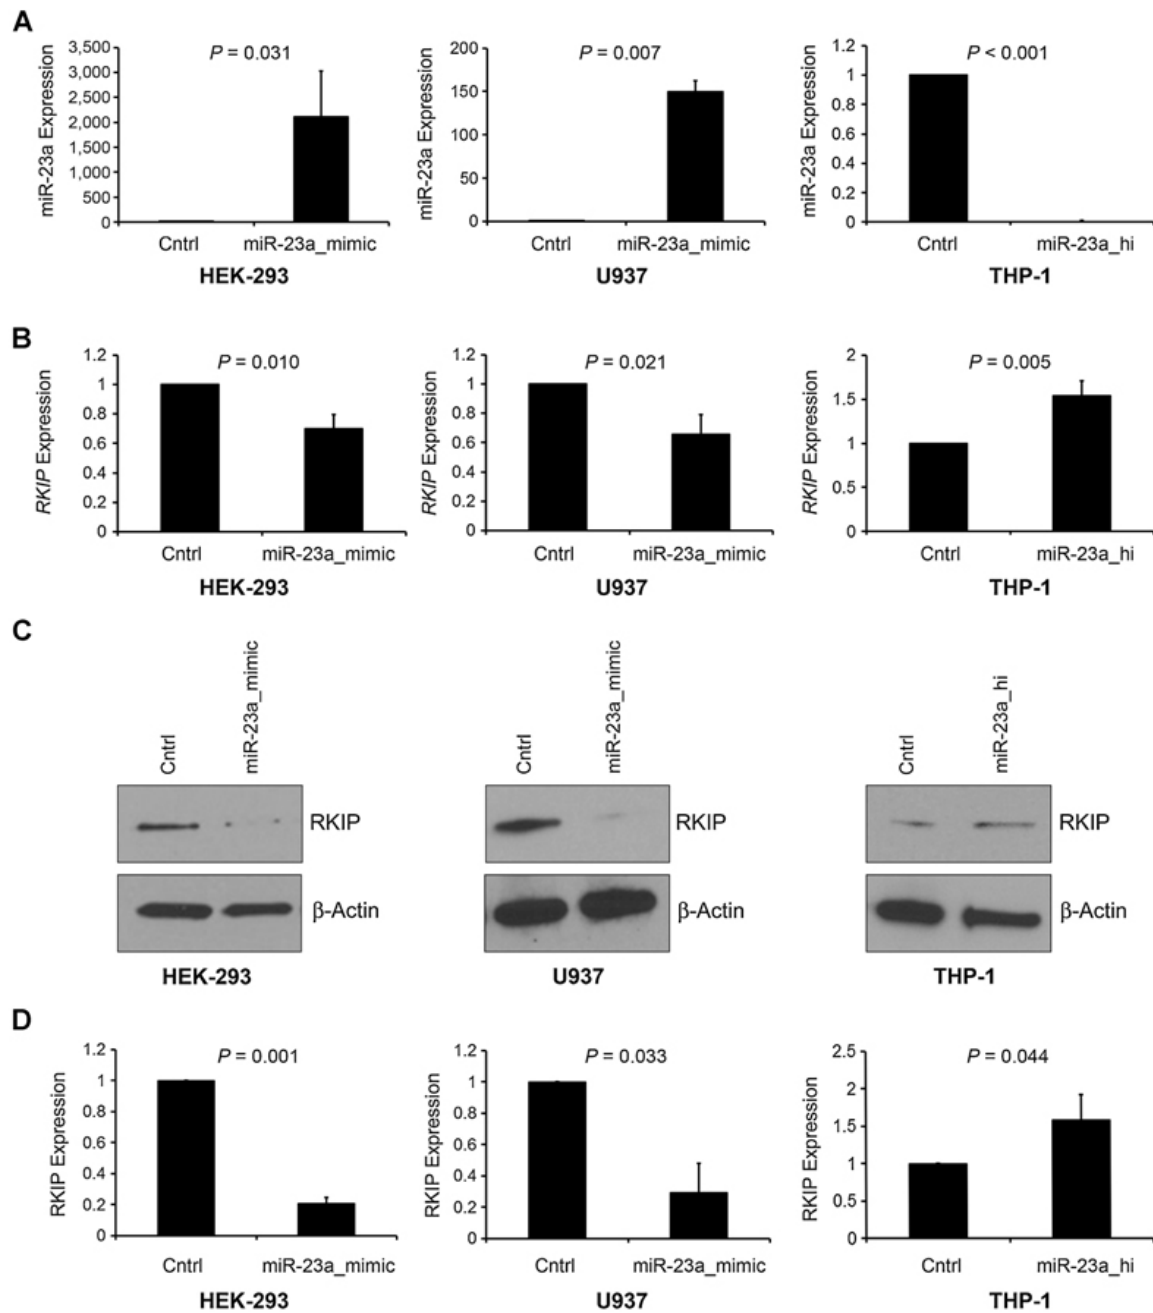 A
miR-23a Expression
3,500
3,000
2,500
2,000
1,500
1,000
500
0
P = 0.031
Cntrl
miR-23a_mimic
HEK-293
miR-23a Expression
200
150
100
50
0
P = 0.007
Cntrl
miR-23a_mimic
U937
miR-23a Expression
1.2
1
0.8
0.6
0.4
0.2
0
P < 0.001
Cntrl
miR-23a_hi
THP-1
B
RKIP Expression
1.2
1
0.8
0.6
0.4
0.2
0
P = 0.010
Cntrl
miR-23a_mimic
HEK-293
RKIP Expression
1.2
1
0.8
0.6
0.4
0.2
0
P = 0.021
Cntrl
miR-23a_mimic
U937
RKIP Expression
2
1.5
1
0.5
0
P = 0.005
Cntrl
miR-23a_hi
THP-1
C
Cntrl
miR-23a_mimic
RKIP
β-Actin
HEK-293
Cntrl
miR-23a_mimic
RKIP
β-Actin
U937
Cntrl
miR-23a_hi
RKIP
β-Actin
THP-1
D
RKIP Expression
1.2
1
0.8
0.6
0.4
0.2
0
P = 0.001
Cntrl
miR-23a_mimic
HEK-293
RKIP Expression
1.2
1
0.8
0.6
0.4
0.2
0
P = 0.033
Cntrl
miR-23a_mimic
U937
RKIP Expression
2.5
2
1.5
1
0.5
0
P = 0.044
Cntrl
miR-23a_hi
THP-1